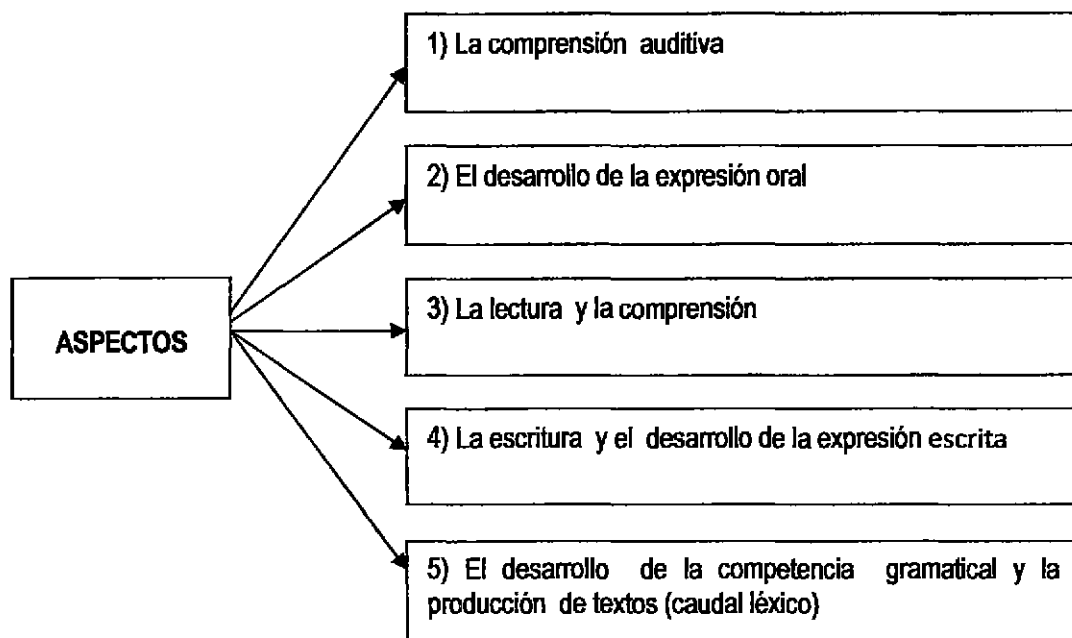 1) La comprensión auditiva
2) El desarrollo de la expresión oral
3) La lectura y la comprensión
ASPECTOS
4) La escritura y el desarrollo de la expresión escrita
5) El desarrollo de la competencia gramatical y la
producción de textos (caudal léxico)